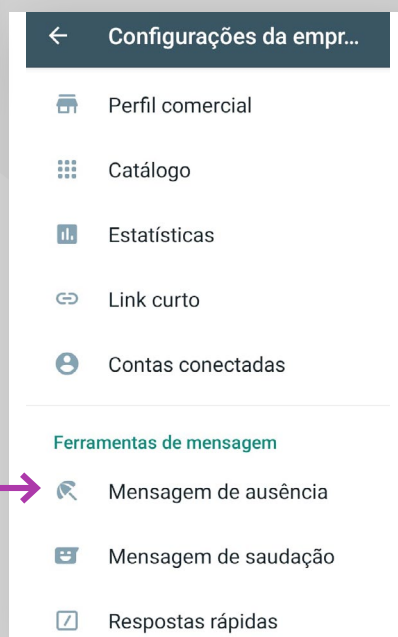 Configurações da empr...
Perfil comercial
Catálogo
Estatísticas
Link curto
Contas conectadas
Ferramentas de mensagem
Mensagem de ausência
Mensagem de saudação
Respostas rápidas